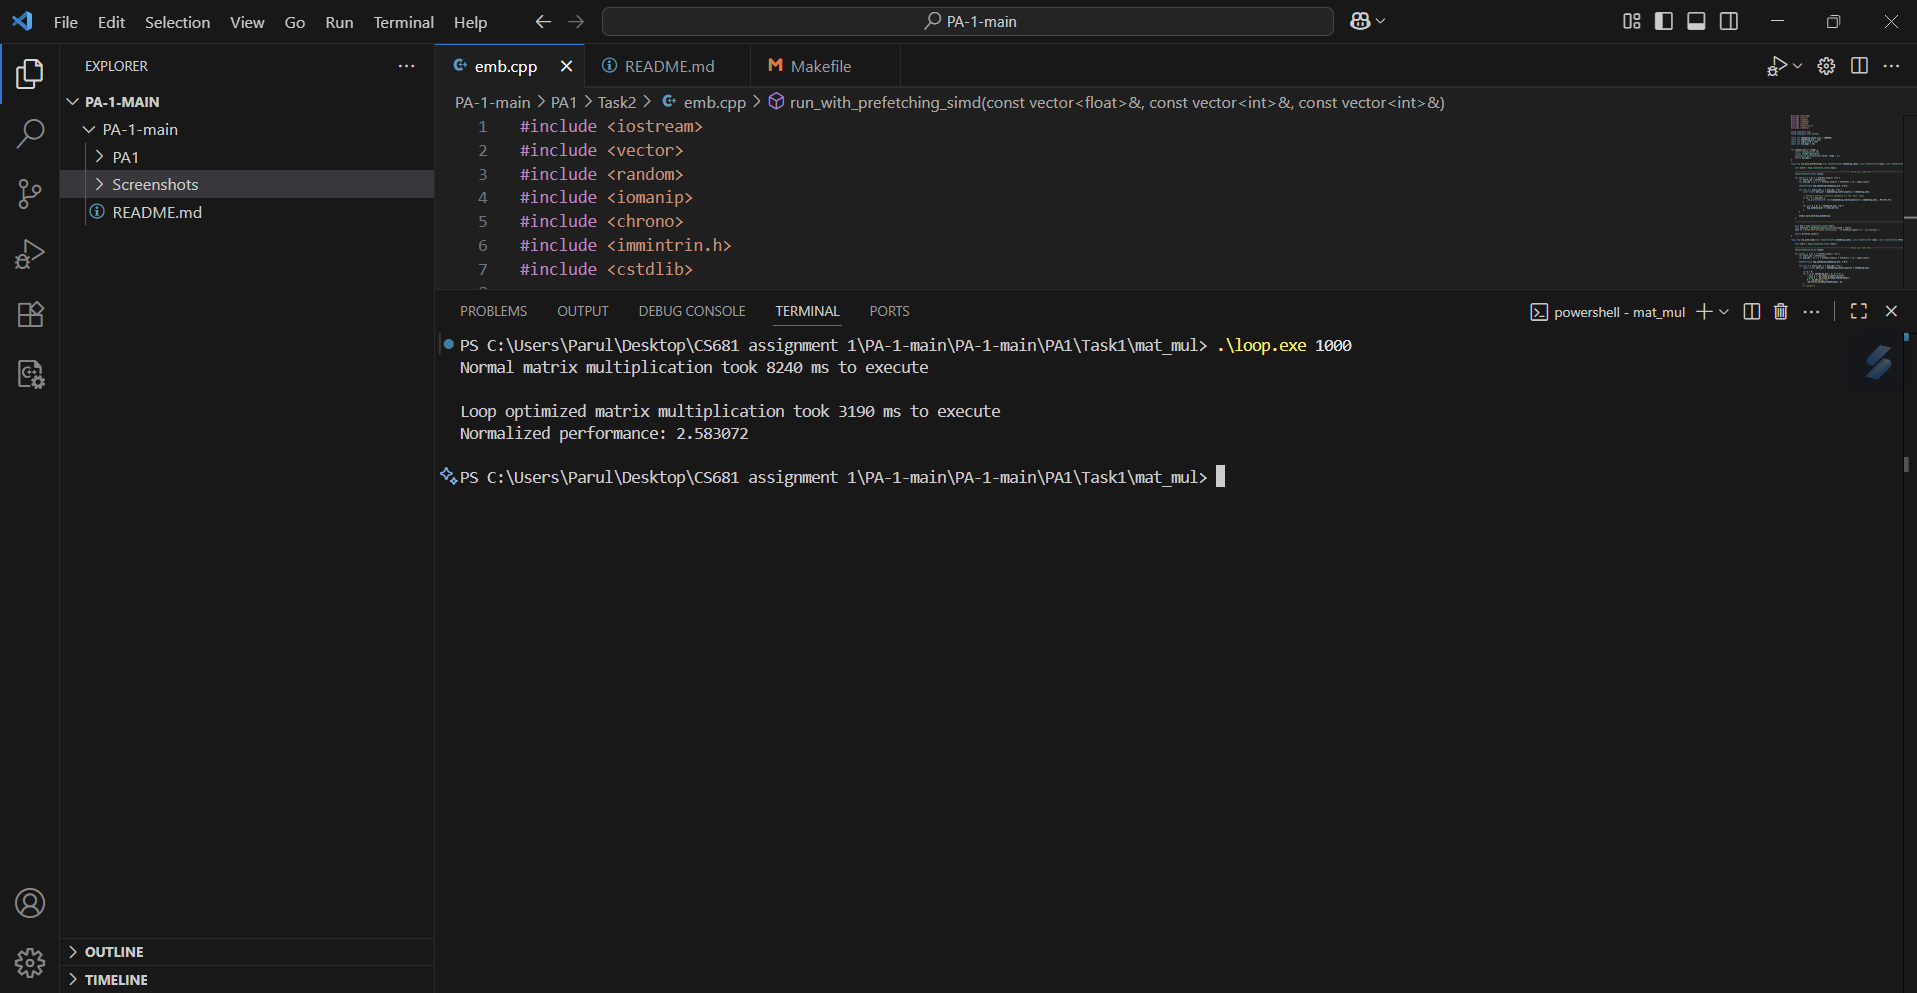 File Edit Selection View Go Run Terminal Help
PA-1-main
EXPLORER
PA-1-MAIN
PA-1-main
PA1
Screenshots
README.md
OUTLINE
TIMELINE
emb.cpp README.md Makefile
PA-1-main > PA1 > Task2 > emb.cpp > run_with_prefetching_simd(const vector<float>&, const vector<int>&, const vector<int>&)
1 #include <iostream>
2 #include <vector>
3 #include <random>
4 #include <iomanip>
5 #include <chrono>
6 #include <immintrin.h>
7 #include <cstdlib>
PROBLEMS OUTPUT DEBUG CONSOLE TERMINAL PORTS
powershell - mat_mul
PS C:\Users\Parul\Desktop\CS681 assignment 1\PA-1-main\PA-1-main\PA1\Task1\mat_mul> .\loop.exe 1000
Normal matrix multiplication took 8240 ms to execute
Loop optimized matrix multiplication took 3190 ms to execute
Normalized performance: 2.583072
PS C:\Users\Parul\Desktop\CS681 assignment 1\PA-1-main\PA-1-main\PA1\Task1\mat_mul>